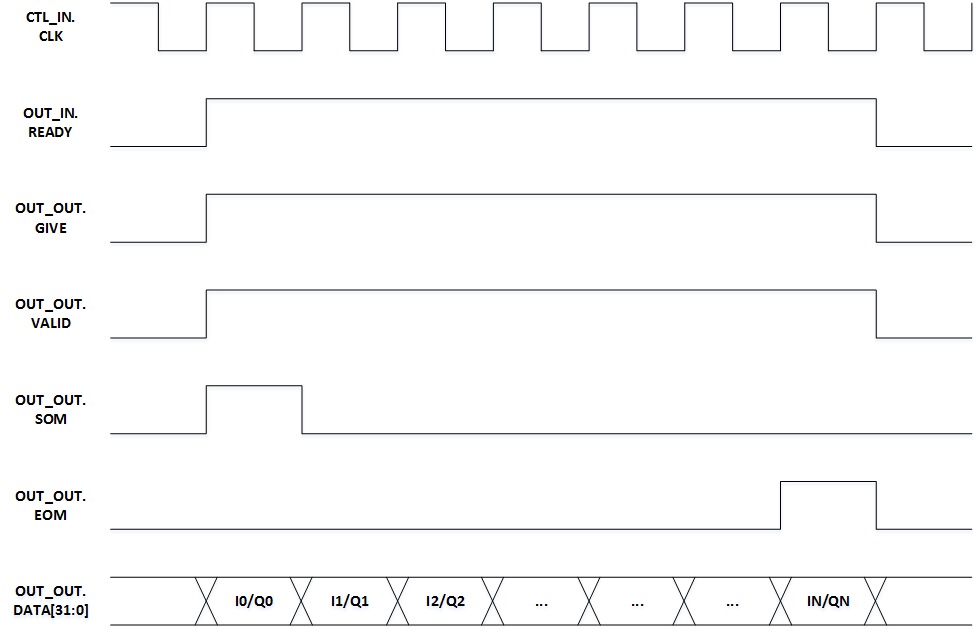 CTL_IN.
CLK
OUT_IN.
READY
OUT_OUT.
GIVE
OUT_OUT.
VALID
OUT_OUT.
SOM
OUT_OUT.
EOM
OUT_OUT.
DATA[31:0]
I0/Q0 I1/Q1 I2/Q2 ... ... ... IN/QN